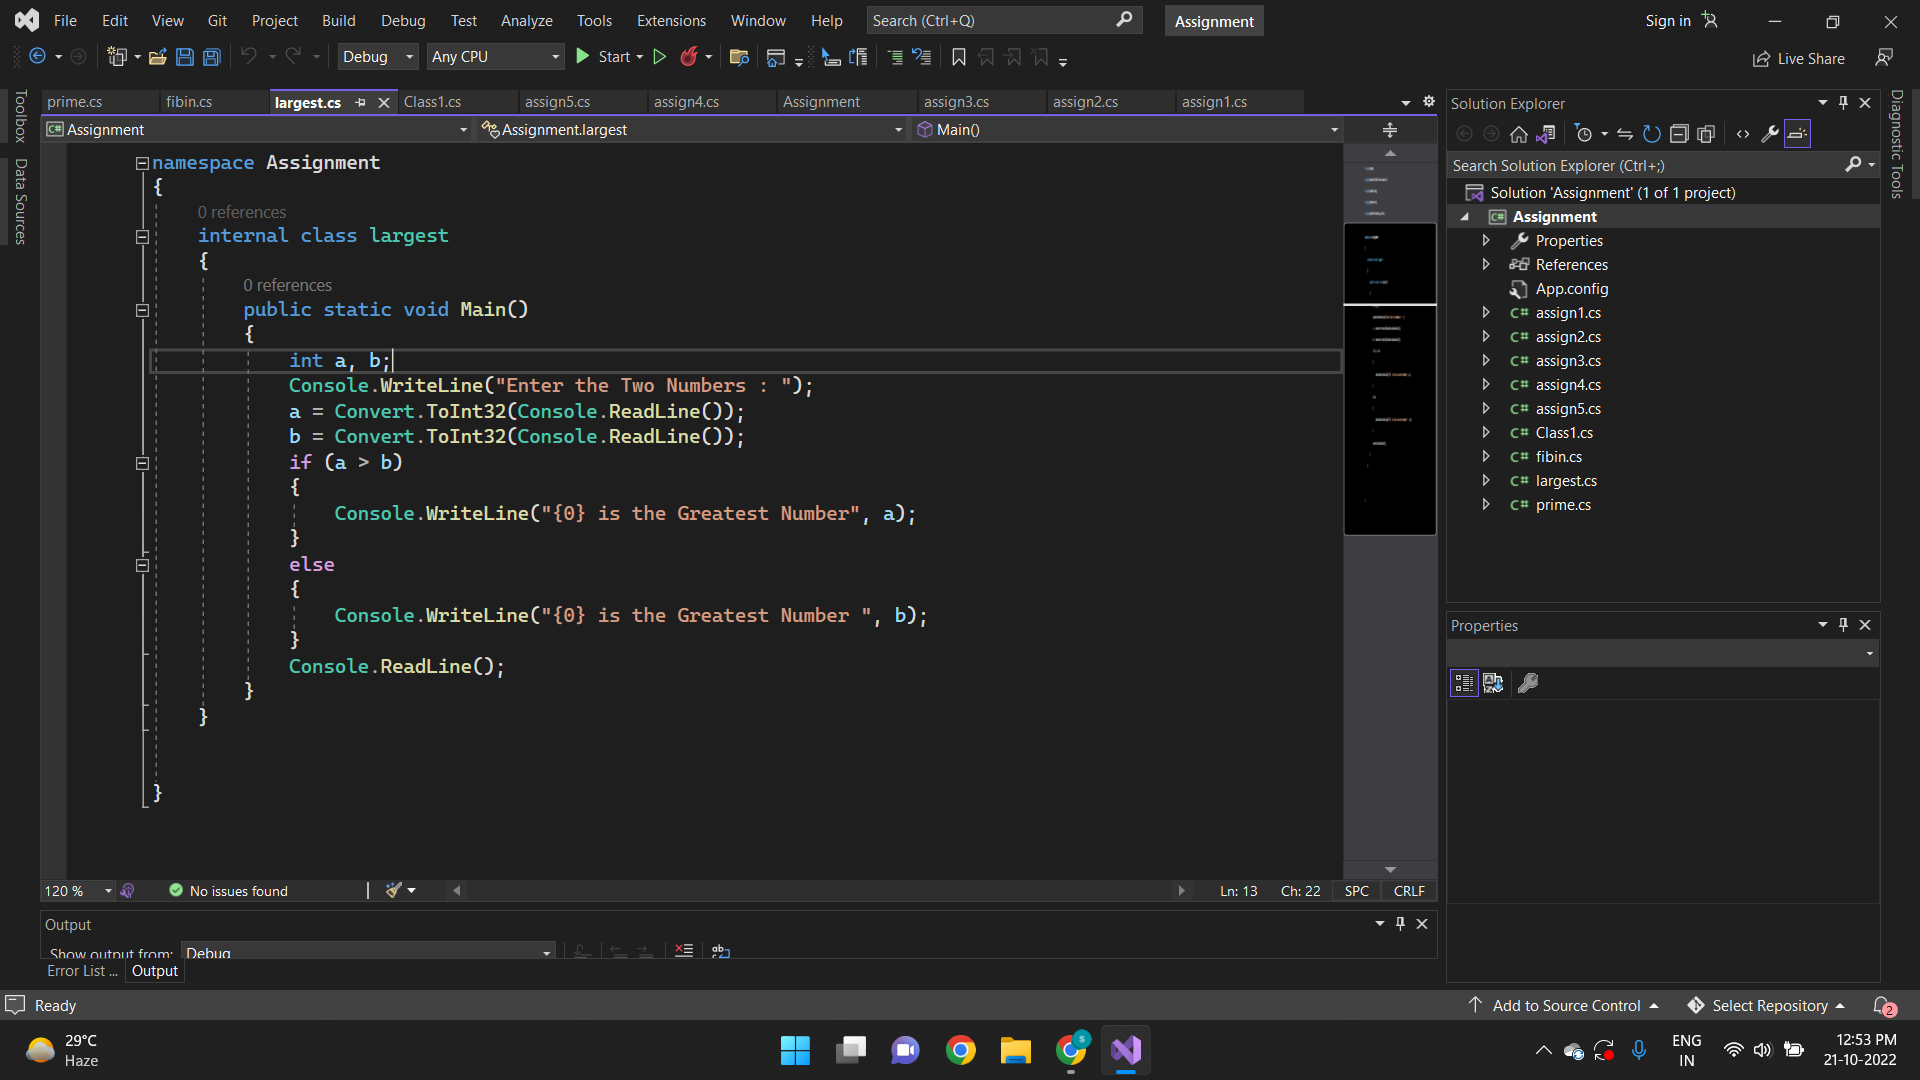 File Edit View Git Project Build Debug Test Analyze Tools Extensions Window Help Search (Ctrl+Q) Assignment Sign in
Debug Any CPU Start Live Share
prime.cs fibin.cs largest.cs Class1.cs assign5.cs assign4.cs Assignment assign3.cs assign2.cs assign1.cs
C# Assignment Assignment.largest Main()
Toolbox
Data Sources
namespace Assignment
{
0 references
internal class largest
{
0 references
public static void Main()
{
int a, b;
Console.WriteLine("Enter the Two Numbers : ");
a = Convert.ToInt32(Console.ReadLine());
b = Convert.ToInt32(Console.ReadLine());
if (a > b)
{
Console.WriteLine("{0} is the Greatest Number", a);
}
else
{
Console.WriteLine("{0} is the Greatest Number ", b);
}
Console.ReadLine();
}
}
}
120 % No issues found Ln: 13 Ch: 22 SPC CRLF
Output
Show output from: Debug
Error List ... Output
Solution Explorer
Search Solution Explorer (Ctrl+;)
Solution 'Assignment' (1 of 1 project)
C# Assignment
Properties
References
App.config
C# assign1.cs
C# assign2.cs
C# assign3.cs
C# assign4.cs
C# assign5.cs
C# Class1.cs
C# fibin.cs
C# largest.cs
C# prime.cs
Properties
Diagnostic Tools
Ready Add to Source Control Select Repository 2
29°C
Haze
S
ENG
IN
12:53 PM
21-10-2022